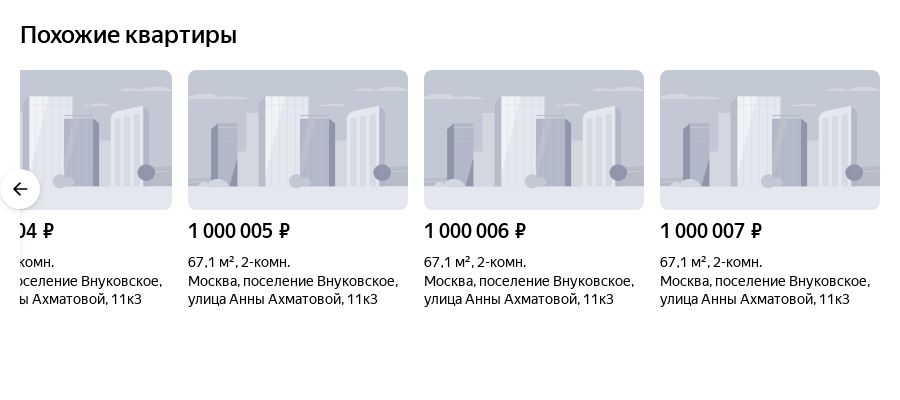 Похожие квартиры
04 ₽
комн.
оселение Внуковское,
ы Ахматовой, 11к3
1 000 005 ₽
67,1 м², 2-комн.
Москва, поселение Внуковское,
улица Анны Ахматовой, 11к3
1 000 006 ₽
67,1 м², 2-комн.
Москва, поселение Внуковское,
улица Анны Ахматовой, 11к3
1 000 007 ₽
67,1 м², 2-комн.
Москва, поселение Внуковское,
улица Анны Ахматовой, 11к3